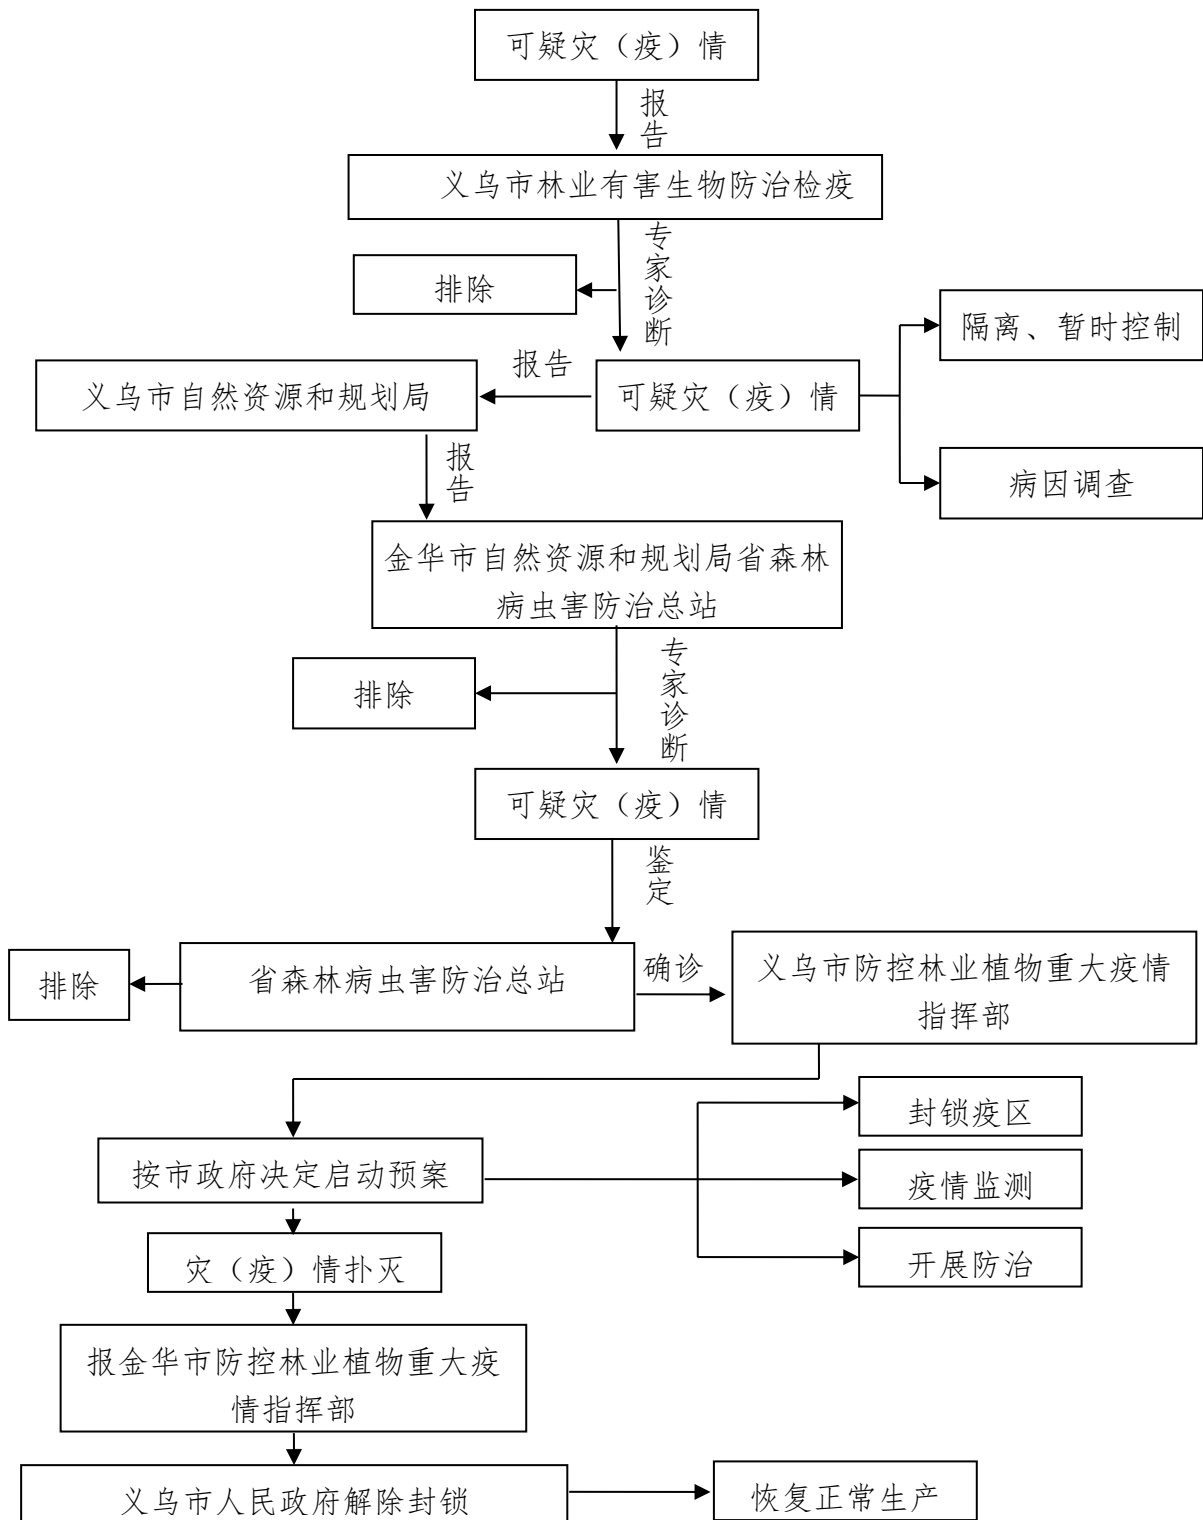 可疑灾（疫）情
报告
义乌市林业有害生物防治检疫
专家诊断
排除
隔离、暂时控制
报告
义乌市自然资源和规划局
可疑灾（疫）情
报告
病因调查
金华市自然资源和规划局省森林
病虫害防治总站
专家诊断
排除
可疑灾（疫）情
鉴定
排除
省森林病虫害防治总站
确诊
义乌市防控林业植物重大疫情
指挥部
封锁疫区
按市政府决定启动预案
疫情监测
灾（疫）情扑灭
开展防治
报金华市防控林业植物重大疫
情指挥部
义乌市人民政府解除封锁
恢复正常生产